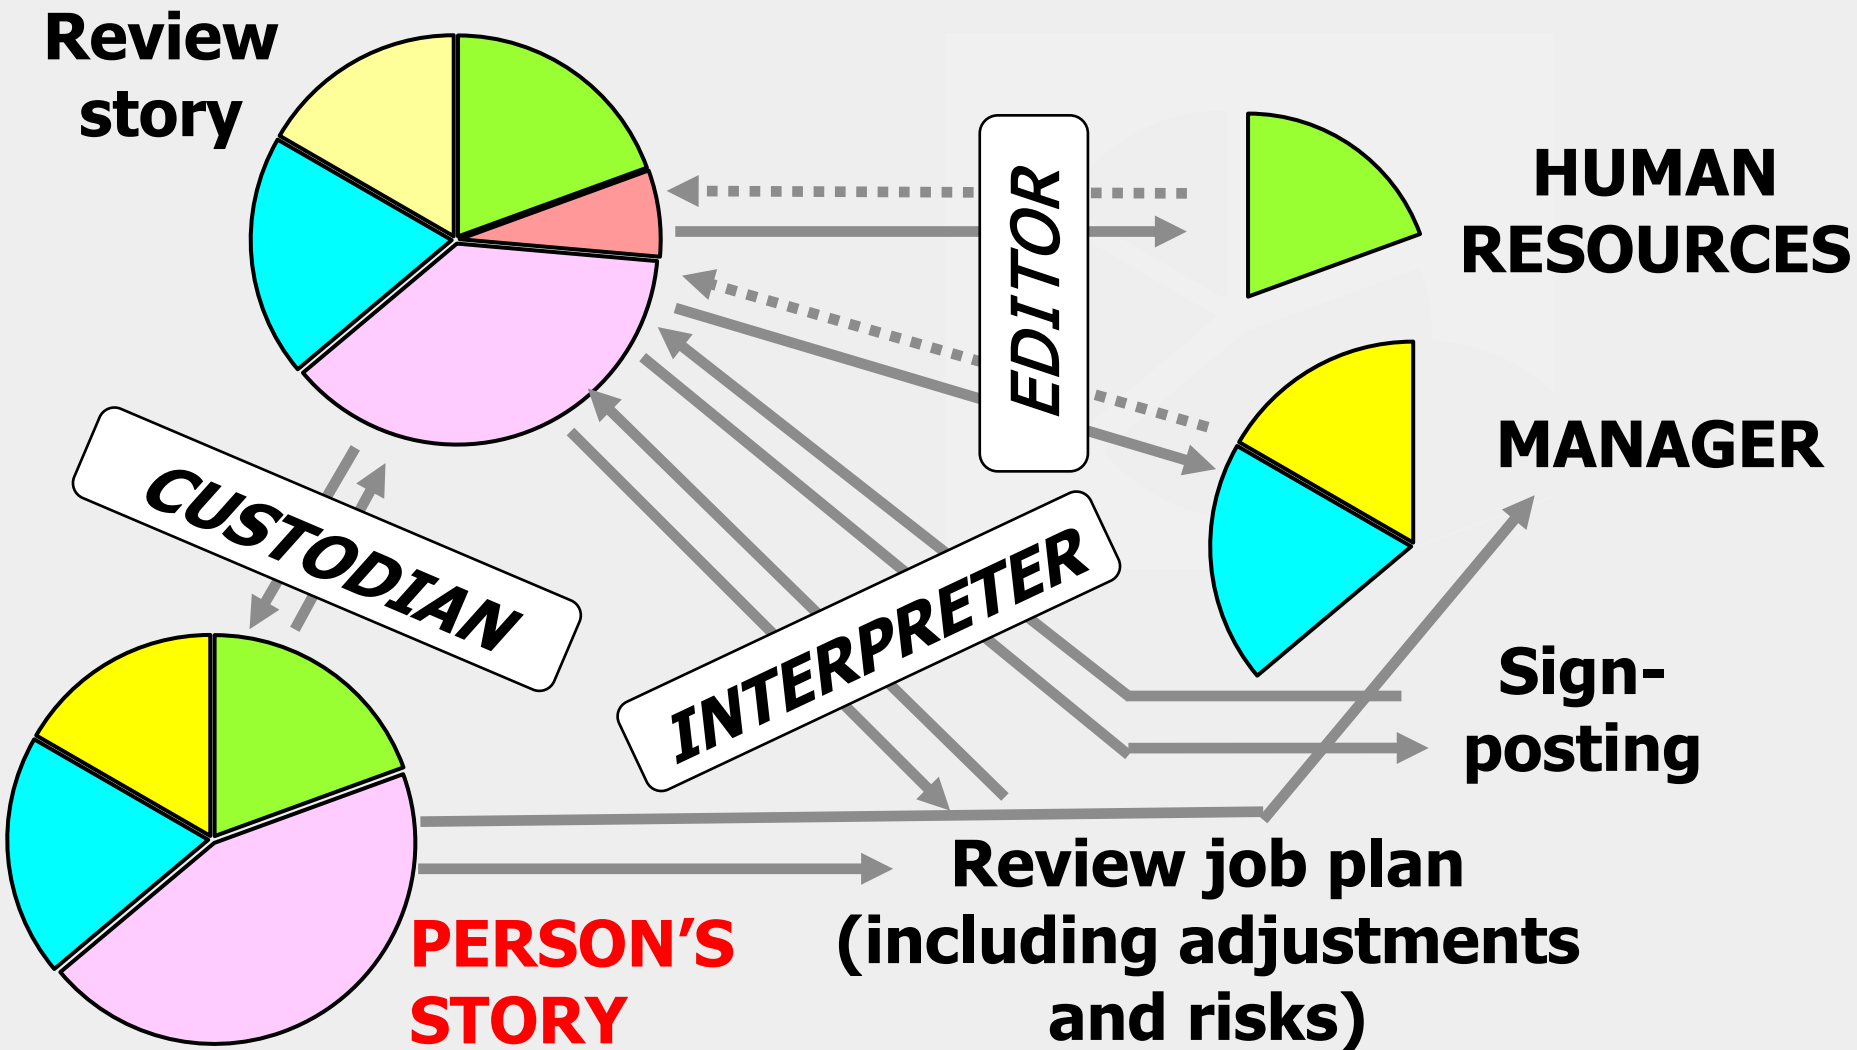 Review
story
EDITOR
HUMAN
RESOURCES
MANAGER
CUSTODIAN
INTERPRETER
Sign-
posting
PERSON’S
STORY
Review job plan
(including adjustments
and risks)